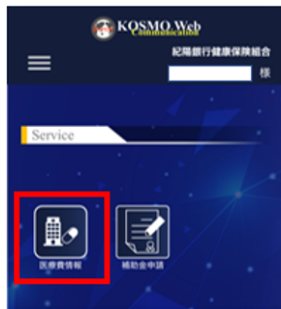 KOSMO Web
Communication
紀陽銀行健康保険組合
様
Service
医療費情報
補助金申請